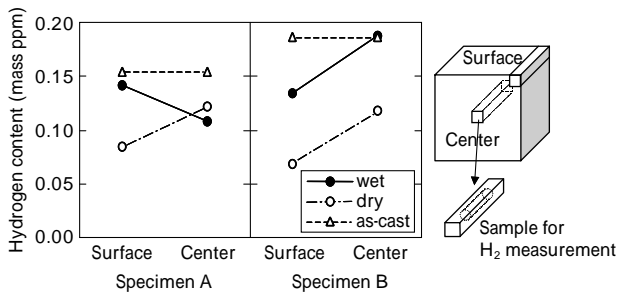 Hydrogen content (mass ppm)
0.20
0.15
0.10
0.05
0.00
Surface Center Surface Center
Specimen A Specimen B
wet
dry
as-cast
Surface
Center
Sample for
H₂ measurement